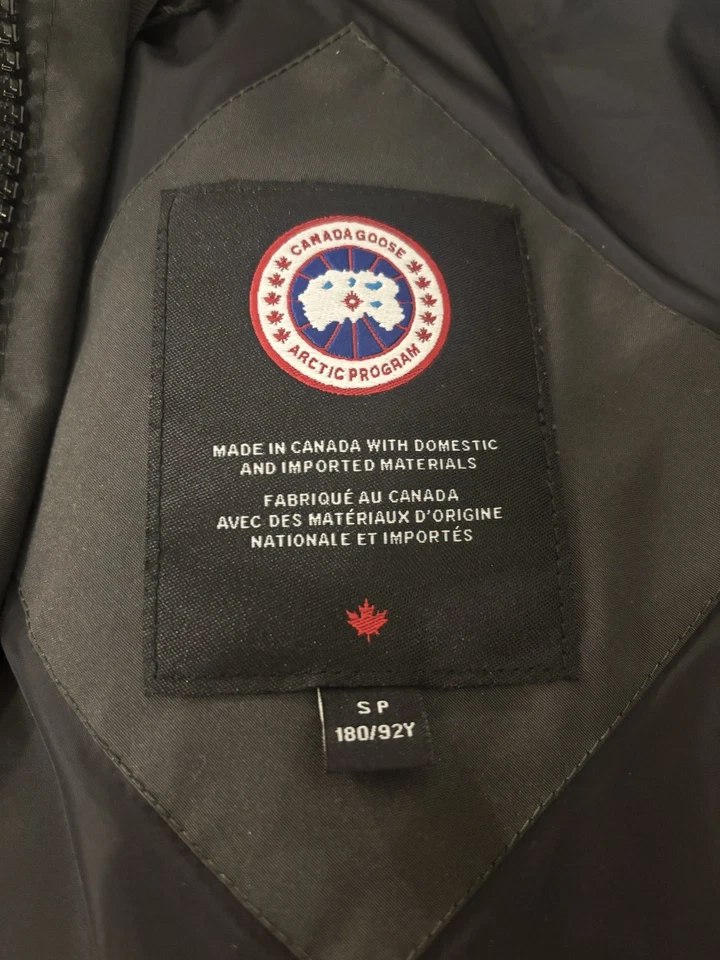 CANADA GOOSE
ARCTIC PROGRAM
MADE IN CANADA WITH DOMESTIC
AND IMPORTED MATERIALS
FABRIQUÉ AU CANADA
AVEC DES MATÉRIAUX D'ORIGINE
NATIONALE ET IMPORTÉS
S P
180/92Y